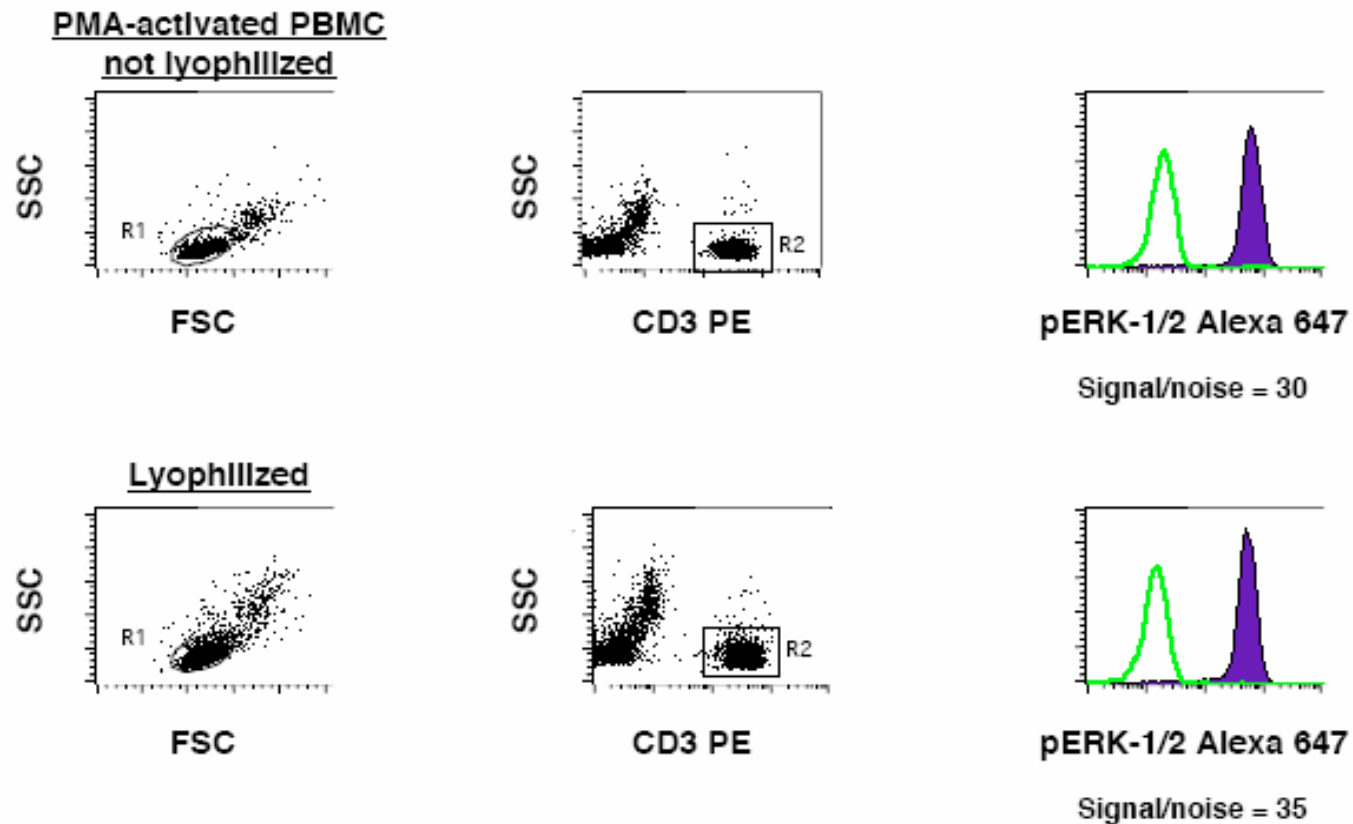 PMA-activated PBMC
not lyophilized
SSC
R1
FSC
SSC
R2
CD3 PE
pERK-1/2 Alexa 647
Signal/noise = 30
Lyophilized
SSC
R1
FSC
SSC
R2
CD3 PE
pERK-1/2 Alexa 647
Signal/noise = 35